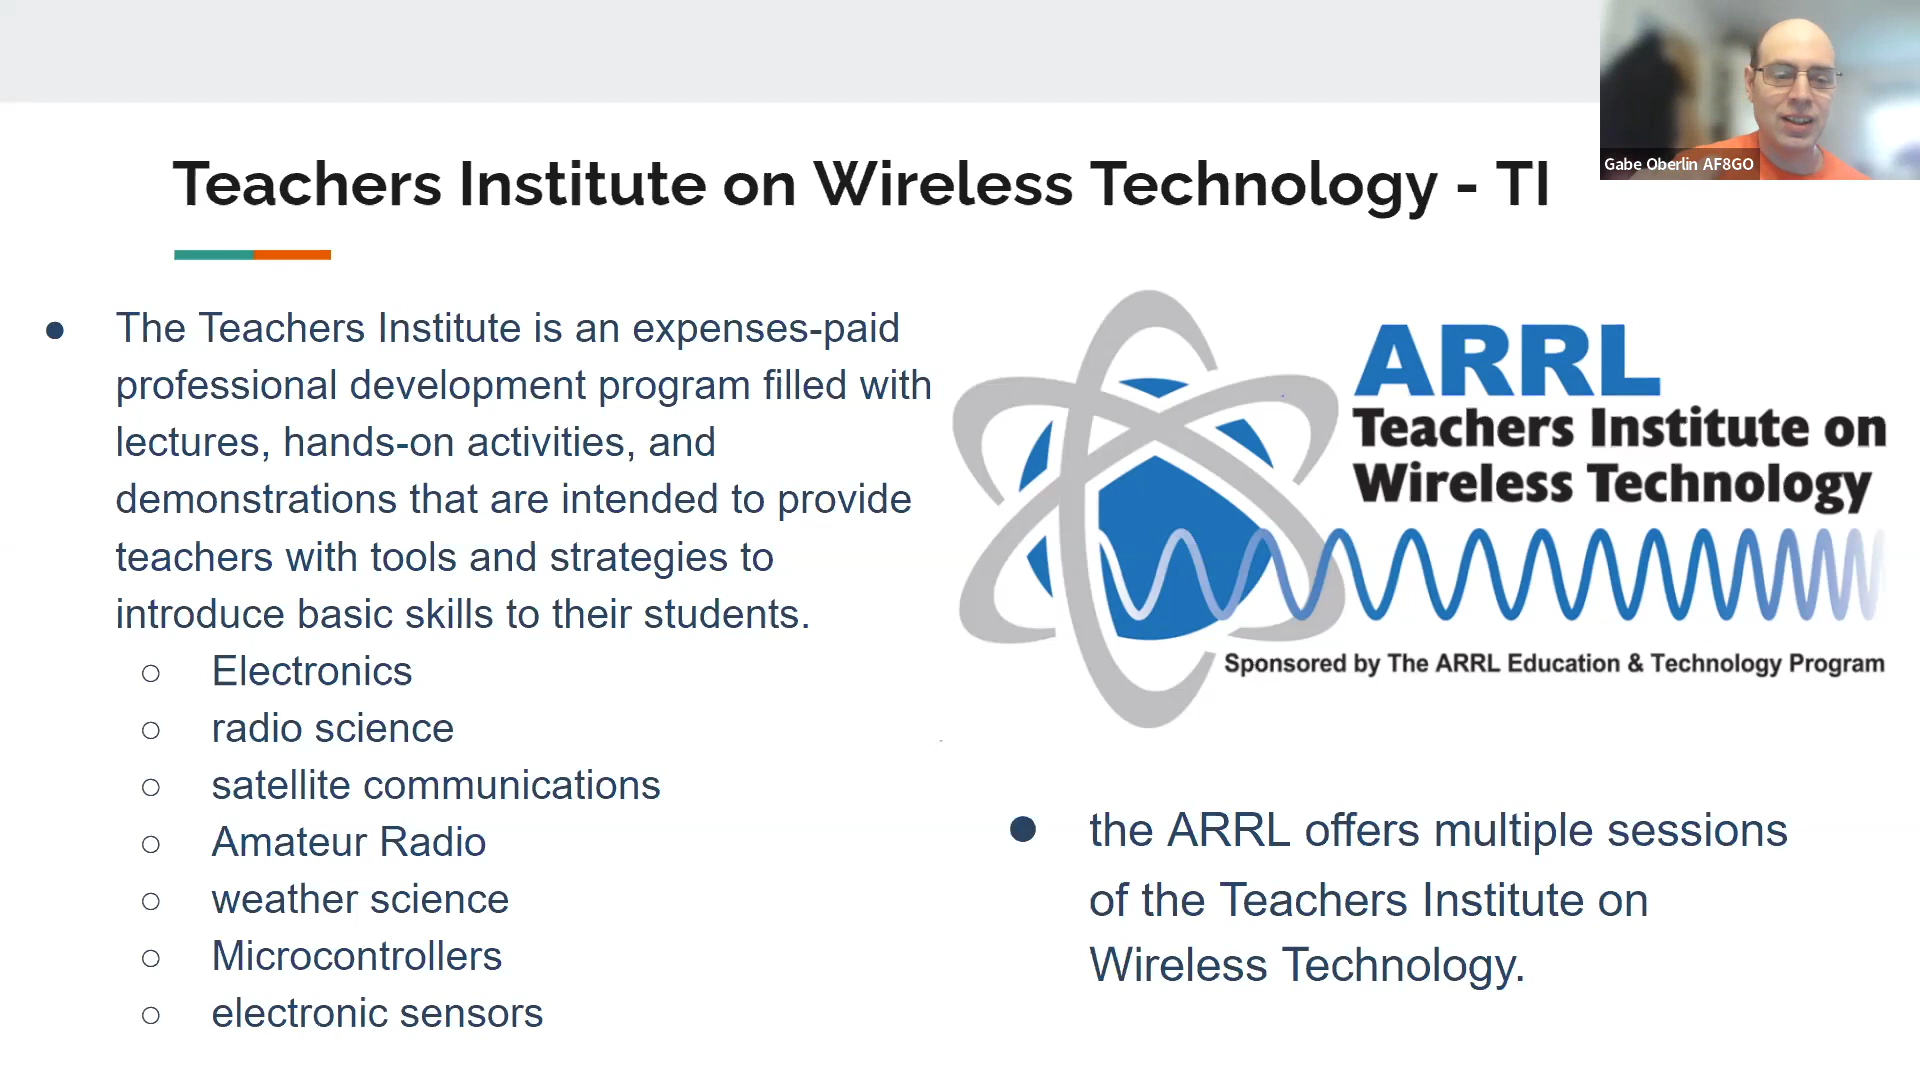 Gabe Oberlin AF8GO
Teachers Institute on Wireless Technology - TI
● The Teachers Institute is an expenses-paid
professional development program filled with
lectures, hands-on activities, and
demonstrations that are intended to provide
teachers with tools and strategies to
introduce basic skills to their students.
○ Electronics
○ radio science
○ satellite communications
○ Amateur Radio
○ weather science
○ Microcontrollers
○ electronic sensors
ARRL
Teachers Institute on
Wireless Technology
Sponsored by The ARRL Education & Technology Program
● the ARRL offers multiple sessions
of the Teachers Institute on
Wireless Technology.